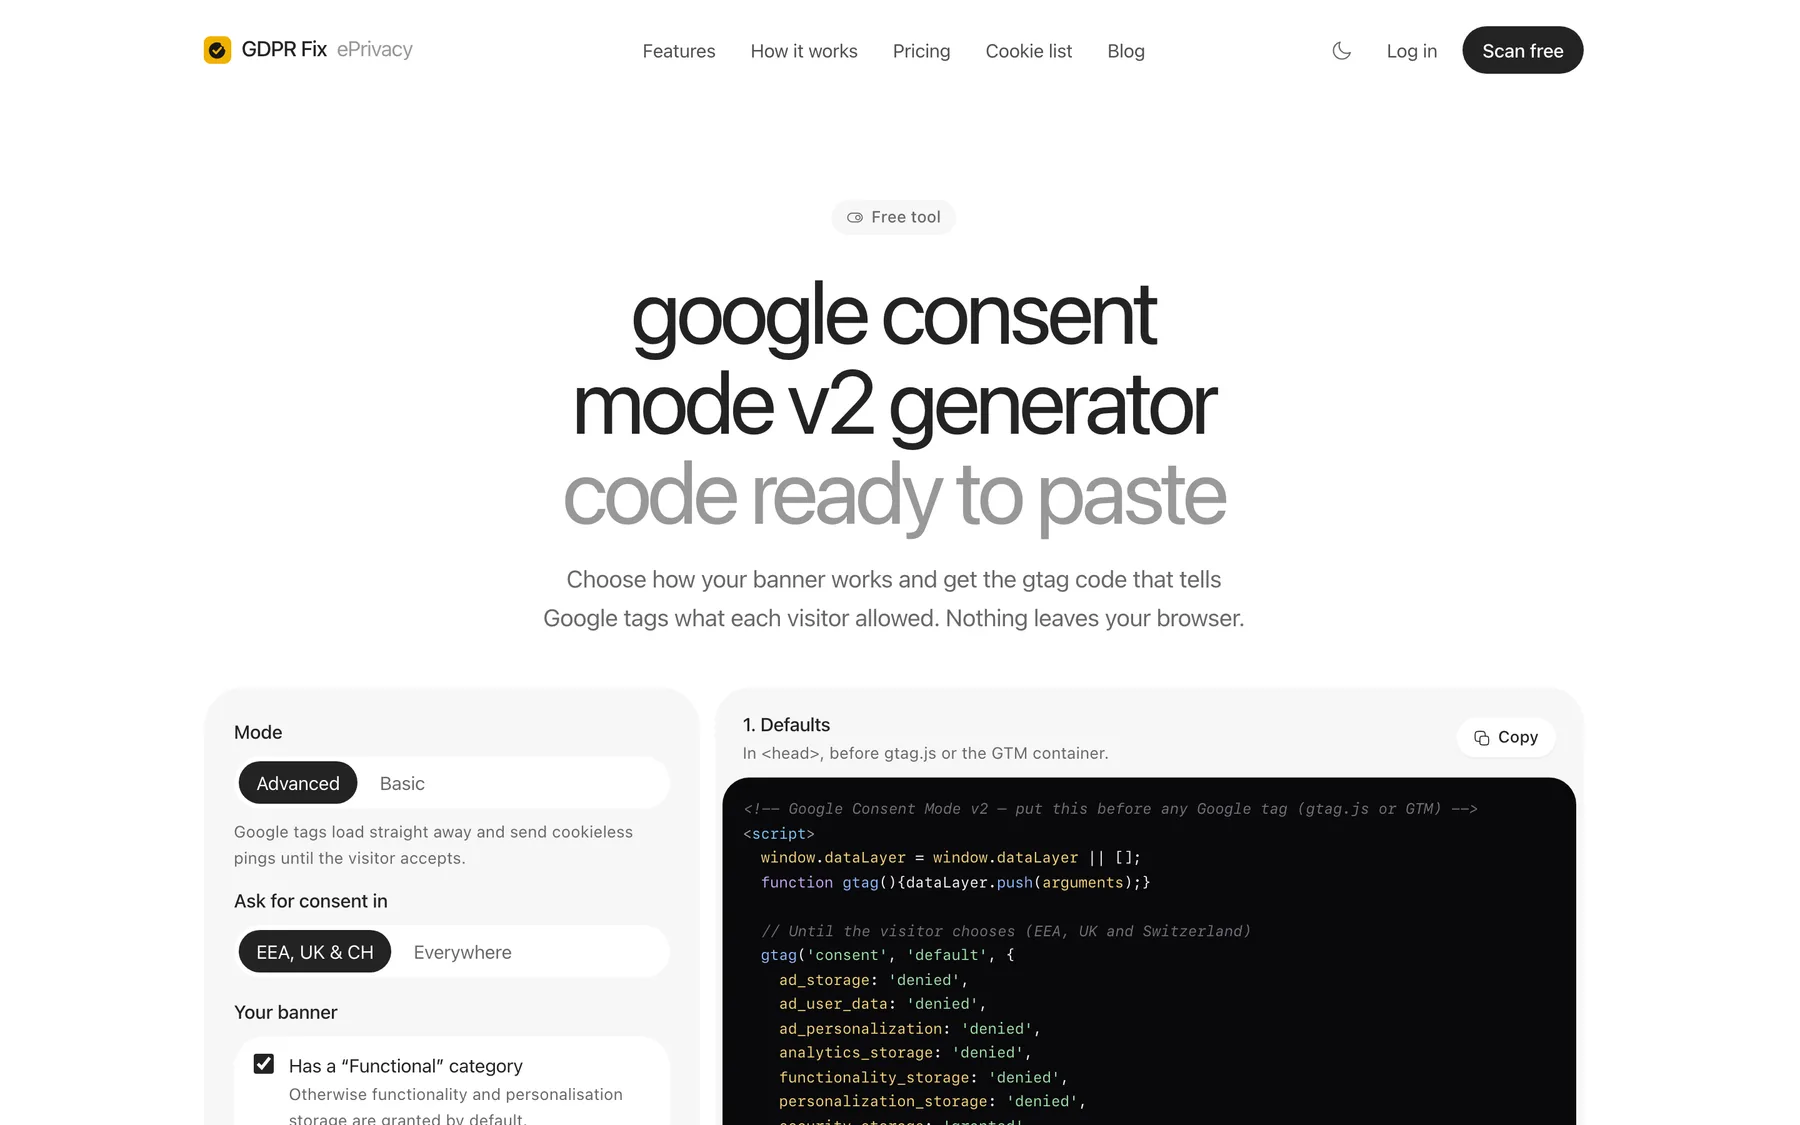 GDPR Fix ePrivacy
Features
How it works
Pricing
Cookie list
Blog
Log in
Scan free
Free tool
google consent
mode v2 generator
code ready to paste
Choose how your banner works and get the gtag code that tells
Google tags what each visitor allowed. Nothing leaves your browser.
Mode
Advanced
Basic
Google tags load straight away and send cookieless
pings until the visitor accepts.
Ask for consent in
EEA, UK & CH
Everywhere
Your banner
Has a “Functional” category
Otherwise functionality and personalisation
storage are granted by default.
1. Defaults
In <head>, before gtag.js or the GTM container.
Copy
<!-- Google Consent Mode v2 — put this before any Google tag (gtag.js or GTM) -->
<script>
  window.dataLayer = window.dataLayer || [];
  function gtag(){dataLayer.push(arguments);}
  // Until the visitor chooses (EEA, UK and Switzerland)
  gtag('consent', 'default', {
    ad_storage: 'denied',
    ad_user_data: 'denied',
    ad_personalization: 'denied',
    analytics_storage: 'denied',
    functionality_storage: 'denied',
    personalization_storage: 'denied',
    security_storage: 'granted',